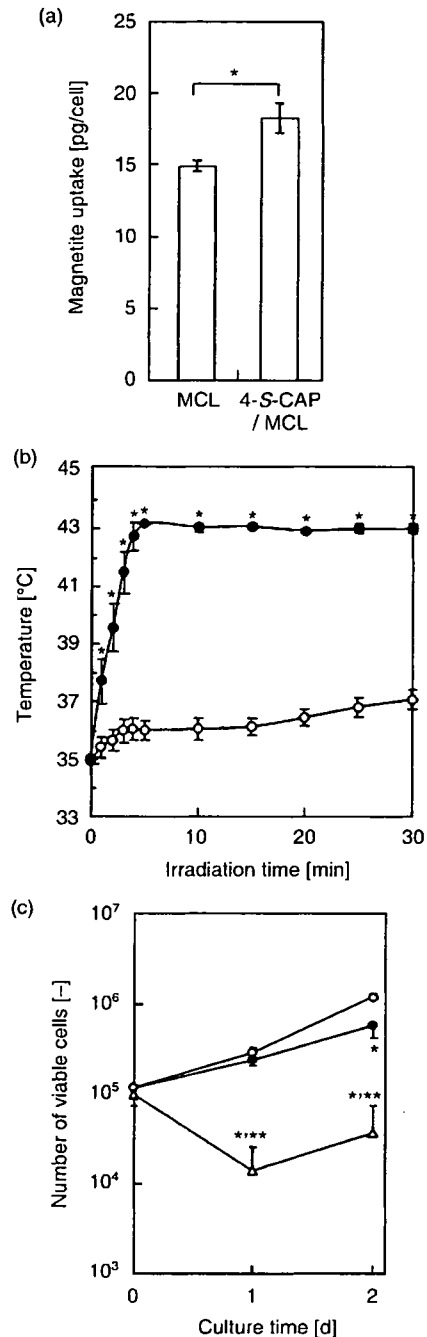 (a)
Magnetite uptake [pg/cell]
25
20
15
10
5
0
*
MCL
4-S-CAP
/ MCL
(b)
Temperature [°C]
45
43
41
39
37
35
33
* * * * * * * * * *
0
10
20
30
Irradiation time [min]
(c)
Number of viable cells [–]
10⁷
10⁶
10⁵
10⁴
10³
*
*,**
*,**
0
1
2
Culture time [d]